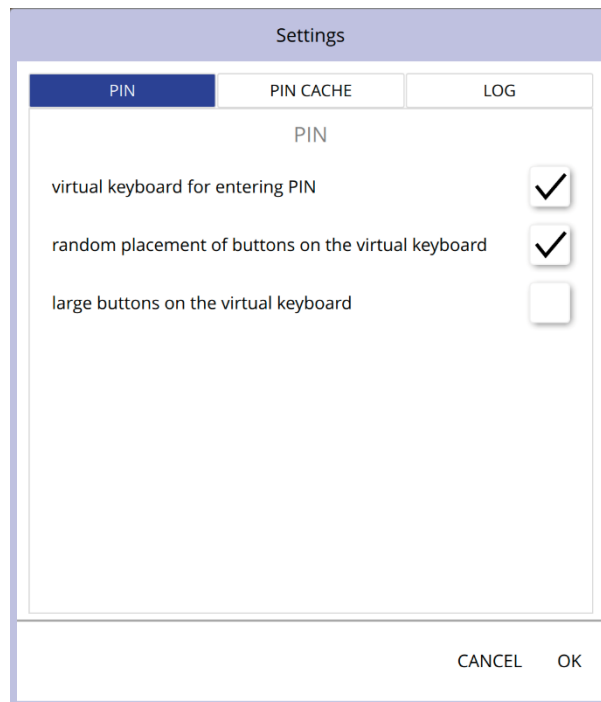 Settings
PIN PIN CACHE LOG
PIN
virtual keyboard for entering PIN
random placement of buttons on the virtual keyboard
large buttons on the virtual keyboard
CANCEL OK